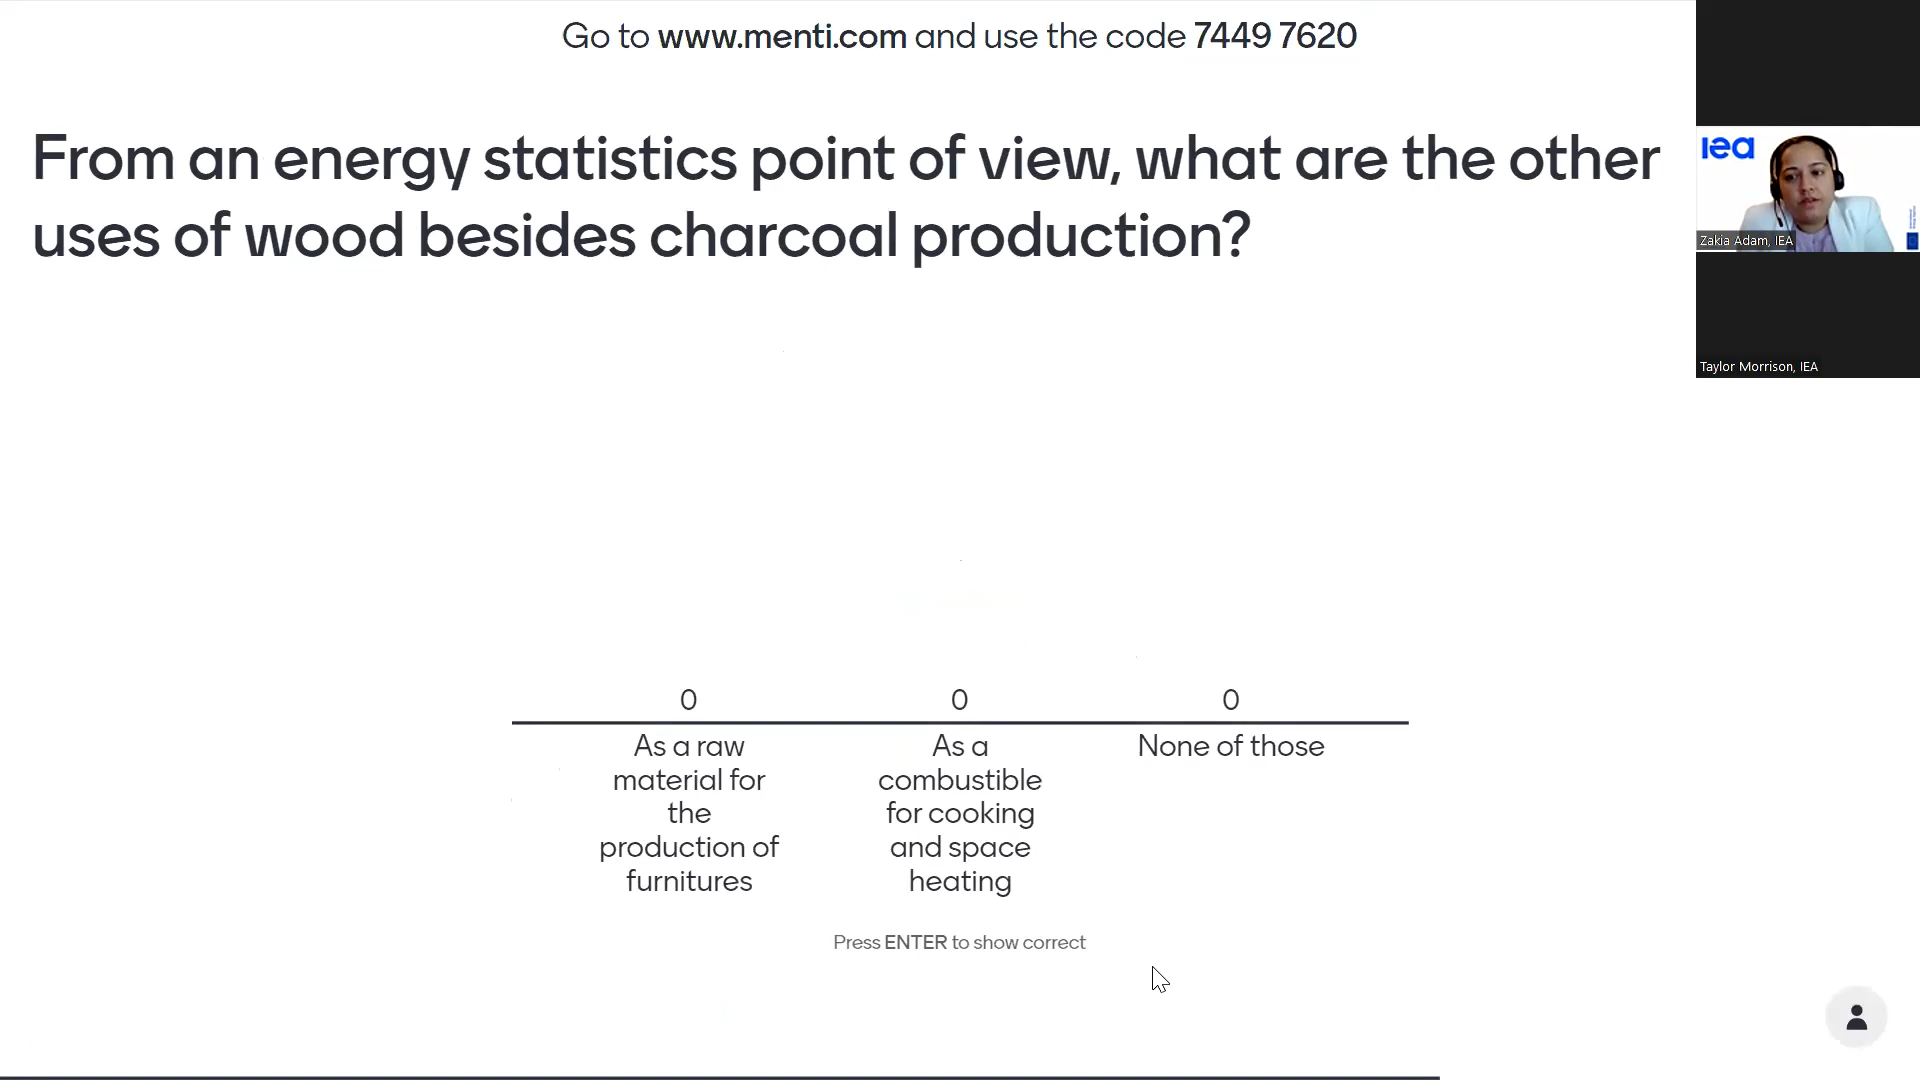 Go to www.menti.com and use the code 7449 7620
From an energy statistics point of view, what are the other
uses of wood besides charcoal production?
iea
Zakia Adam, IEA
Taylor Morrison, IEA
0
0
0
As a raw
material for
the
production of
furnitures
As a
combustible
for cooking
and space
heating
None of those
Press ENTER to show correct